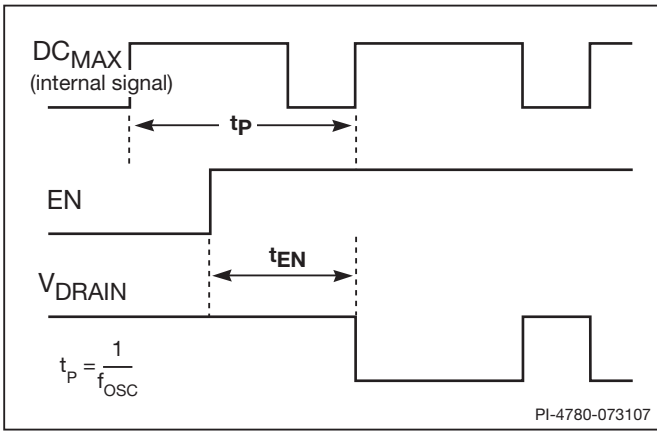 DCMAX
(internal signal)
tP
EN
tEN
VDRAIN
tP = 1/fOSC
PI-4780-073107